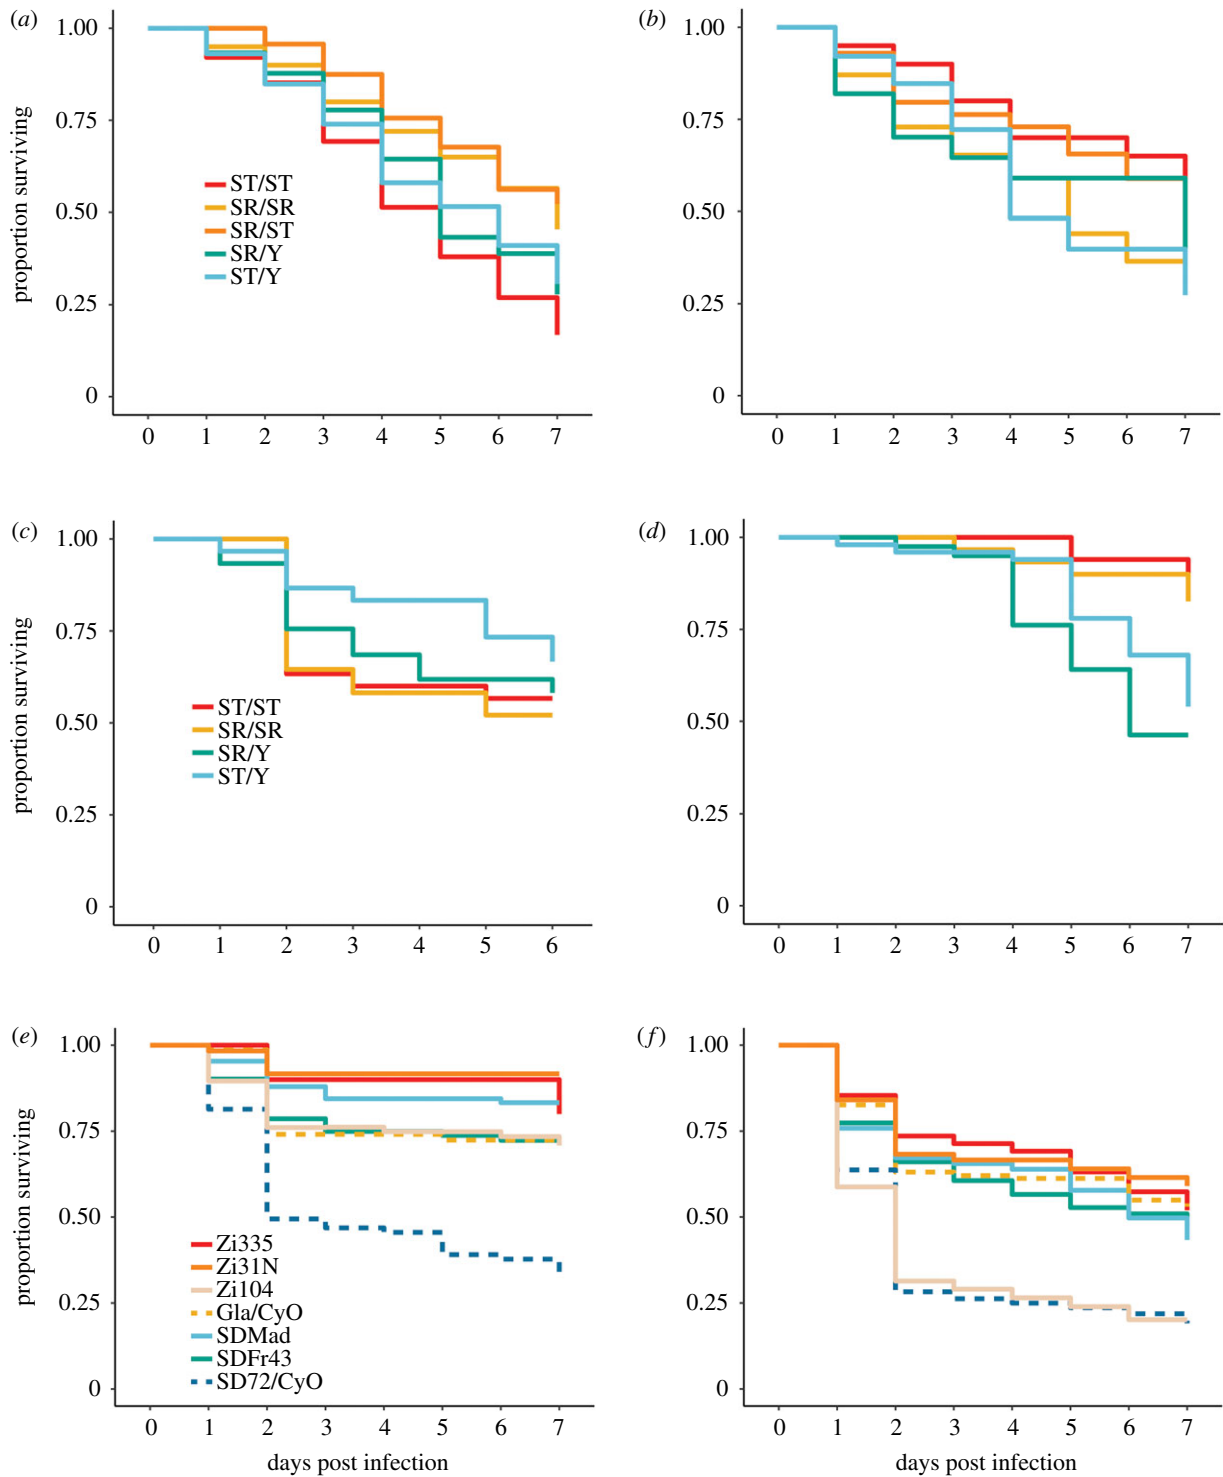 (a)
1.00
0.75
0.50
0.25
0
proportion surviving
ST/ST
SR/SR
SR/ST
SR/Y
ST/Y
0 1 2 3 4 5 6 7
(b)
1.00
0.75
0.50
0.25
0
0 1 2 3 4 5 6 7
(c)
1.00
0.75
0.50
0.25
0
proportion surviving
ST/ST
SR/SR
SR/Y
ST/Y
0 1 2 3 4 5 6
(d)
1.00
0.75
0.50
0.25
0
0 1 2 3 4 5 6 7
(e)
1.00
0.75
0.50
0.25
0
proportion surviving
Zi335
Zi31N
Zi104
Gla/CyO
SDMad
SDFr43
SD72/CyO
0 1 2 3 4 5 6 7
days post infection
(f)
1.00
0.75
0.50
0.25
0
0 1 2 3 4 5 6 7
days post infection